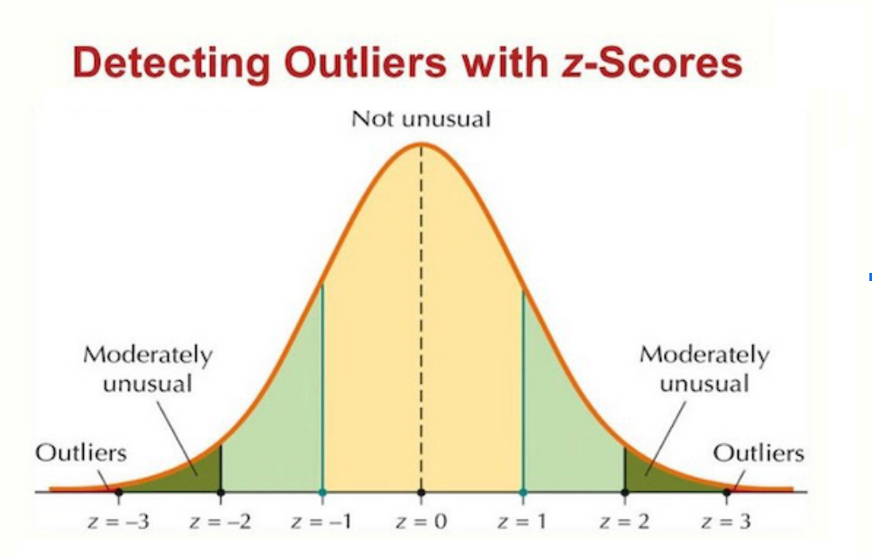 Detecting Outliers with z-Scores
Not unusual
Moderately
unusual
Moderately
unusual
Outliers
Outliers
z = –3
z = –2
z = –1
z = 0
z = 1
z = 2
z = 3